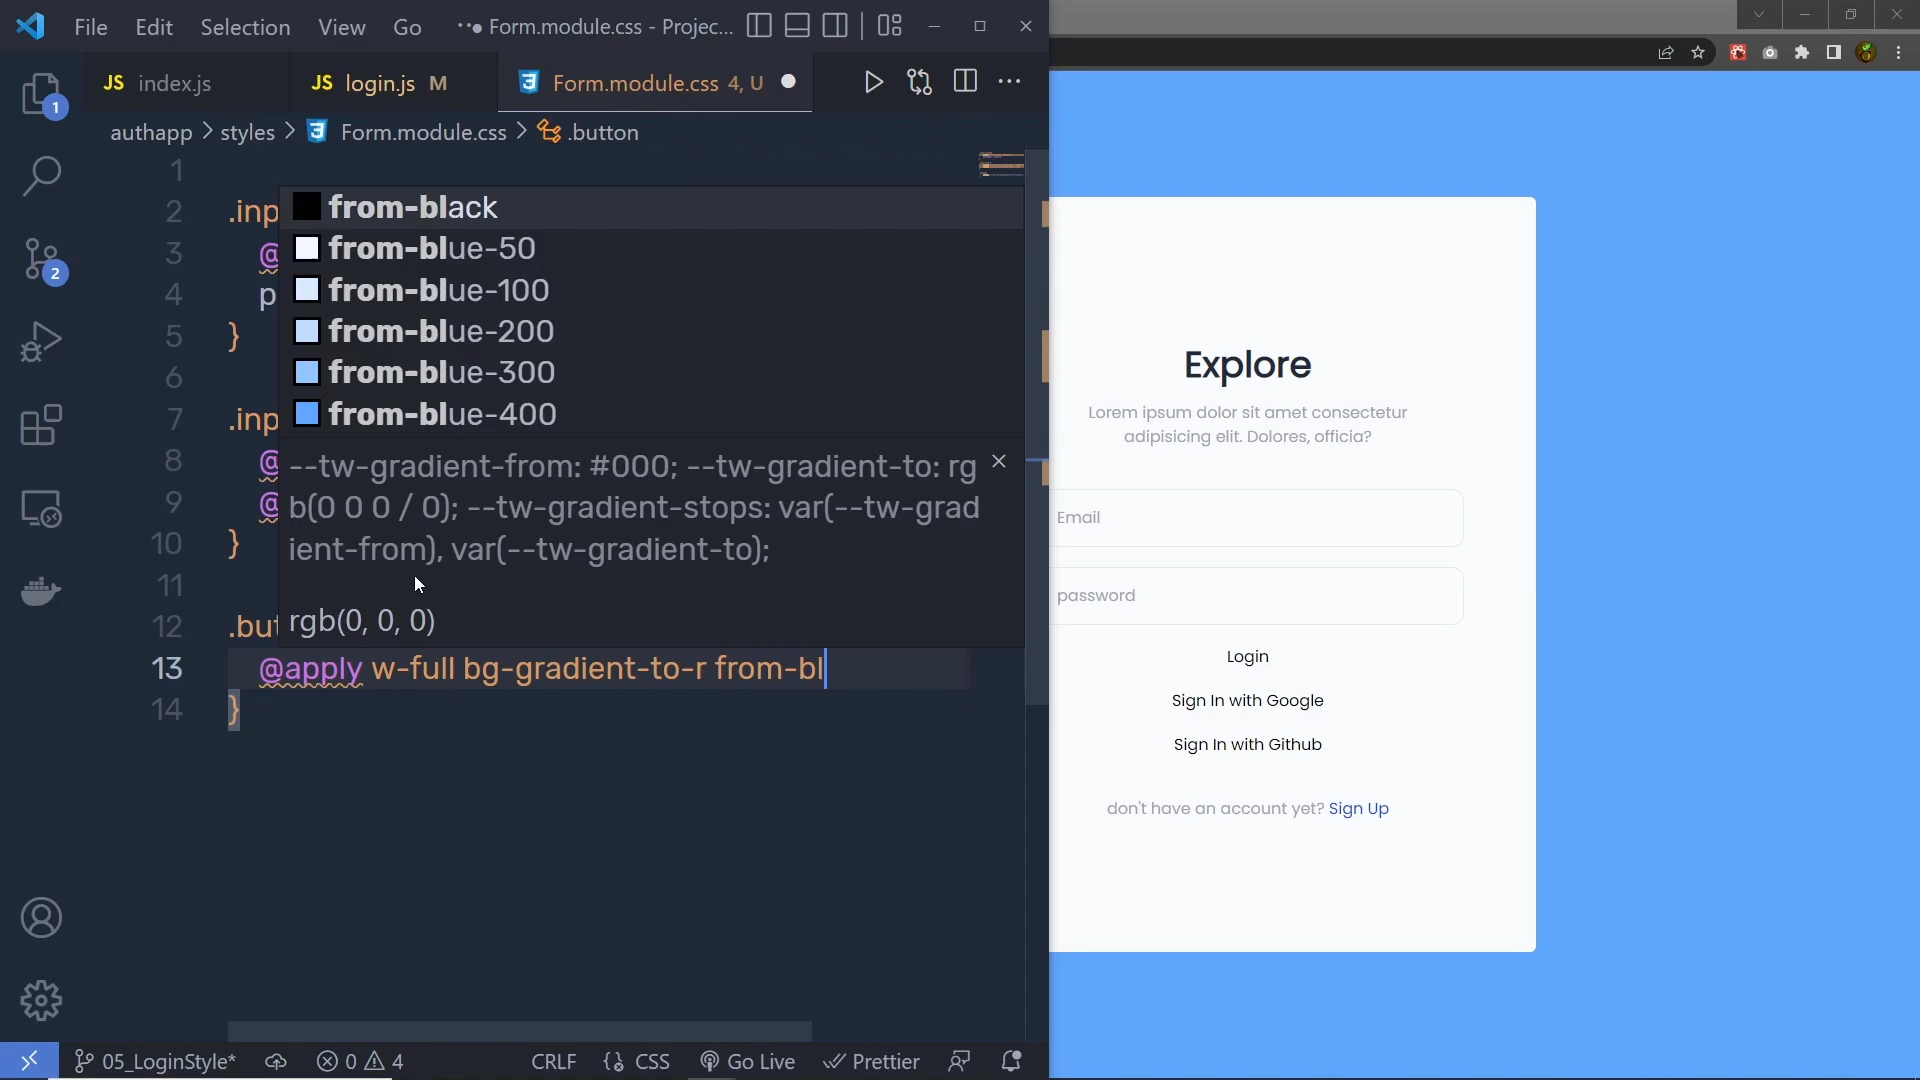 File Edit Selection View Go ··● Form.module.css - Projec...
JS index.js JS login.js M Form.module.css 4, U
authapp > styles > Form.module.css > .button
1
2 .inp
3 @
4 p
5 }
6
7 .inp
8 @
9 @
10 }
11
12 .but
13 @apply w-full bg-gradient-to-r from-bl
14 }
from-black
from-blue-50
from-blue-100
from-blue-200
from-blue-300
from-blue-400
--tw-gradient-from: #000; --tw-gradient-to: rg
b(0 0 0 / 0); --tw-gradient-stops: var(--tw-grad
ient-from), var(--tw-gradient-to);
rgb(0, 0, 0)
1
2
05_LoginStyle* 0 4 CRLF {} CSS Go Live Prettier
Explore
Lorem ipsum dolor sit amet consectetur
adipisicing elit. Dolores, officia?
Email
password
Login
Sign In with Google
Sign In with Github
don't have an account yet? Sign Up